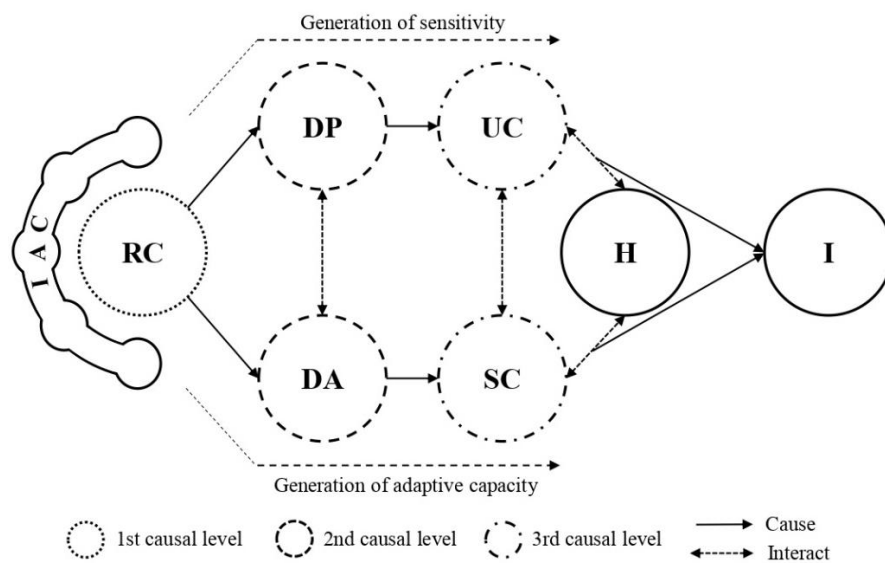 Generation of sensitivity
DP
UC
I A C
RC
H
I
DA
SC
Generation of adaptive capacity
1st causal level
2nd causal level
3rd causal level
Cause
Interact